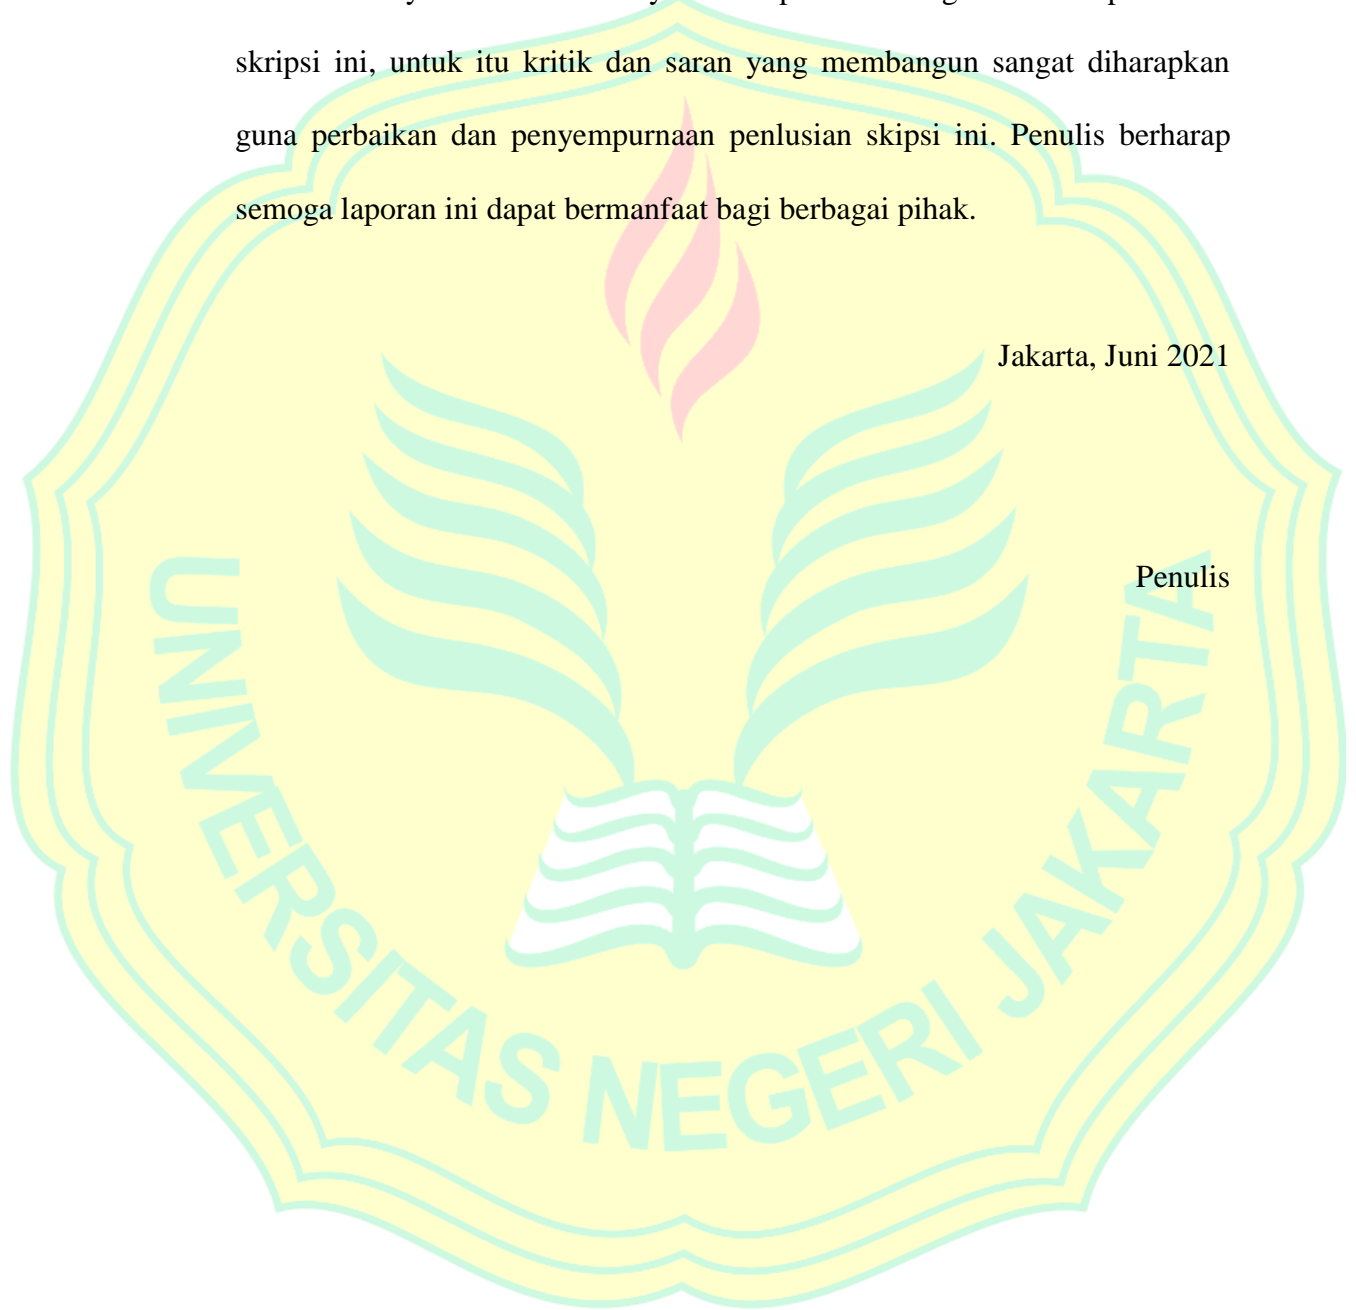 skripsi ini, untuk itu kritik dan saran yang membangun sangat diharapkan
guna perbaikan dan penyempurnaan penlusian skipsi ini. Penulis berharap
semoga laporan ini dapat bermanfaat bagi berbagai pihak.
Jakarta, Juni 2021
Penulis
UNIVERSITAS NEGERI JAKARTA